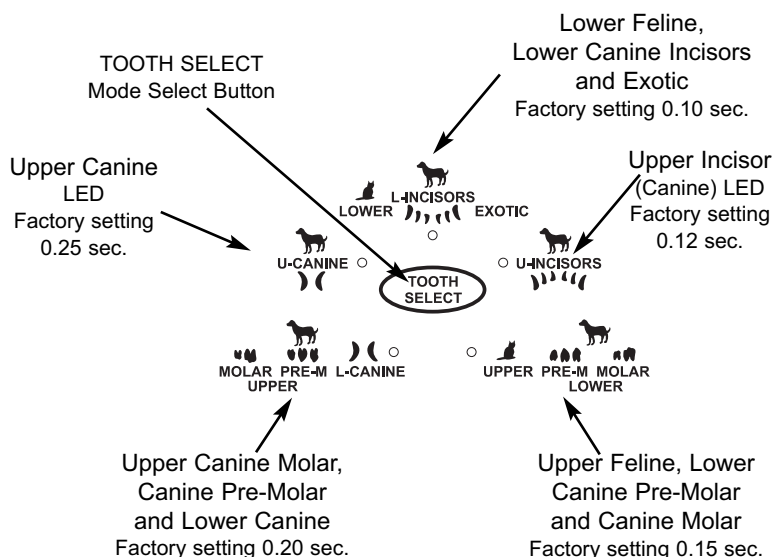 Lower Feline,
Lower Canine Incisors
and Exotic
Factory setting 0.10 sec.
TOOTH SELECT
Mode Select Button
Upper Canine
LED
Factory setting
0.25 sec.
Upper Incisor
(Canine) LED
Factory setting
0.12 sec.
L-INCISORS
LOWER EXOTIC
U-CANINE
U-INCISORS
TOOTH
SELECT
MOLAR PRE-M L-CANINE
UPPER
UPPER PRE-M MOLAR
LOWER
Upper Canine Molar,
Canine Pre-Molar
and Lower Canine
Factory setting 0.20 sec.
Upper Feline, Lower
Canine Pre-Molar
and Canine Molar
Factory setting 0.15 sec.